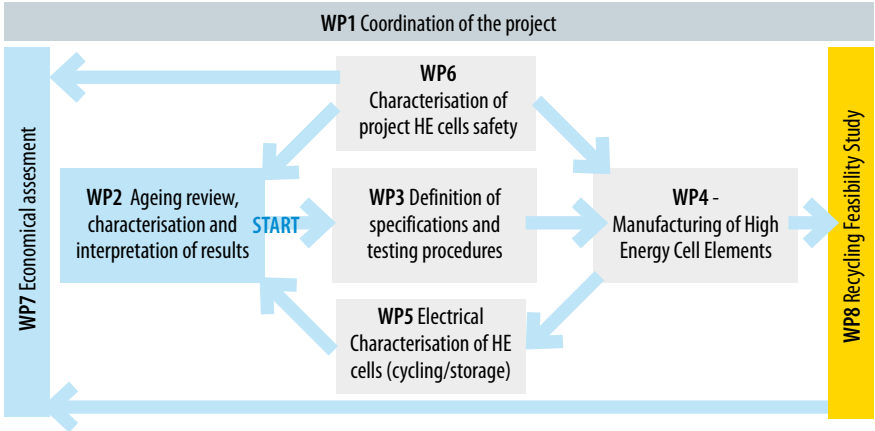 WP1 Coordination of the project
WP7 Economical assesment
WP6
Characterisation of
project HE cells safety
WP2 Ageing review,
characterisation and
interpretation of results
START
WP3 Definition of
specifications and
testing procedures
WP4 -
Manufacturing of High
Energy Cell Elements
WP5 Electrical
Characterisation of HE
cells (cycling/storage)
WP8 Recycling Feasibility Study